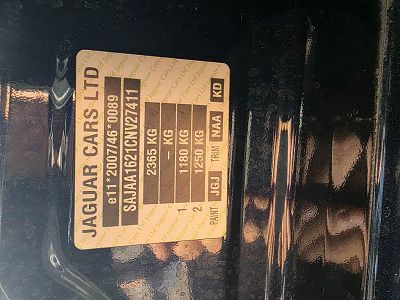 JAGUAR CARS LTD
e11*2007/46*0089
SAJAA1621CNV27411
2365 KG
- KG
1 1180 KG
2 1250 KG
PAINT JGJ TRIM NAA KD